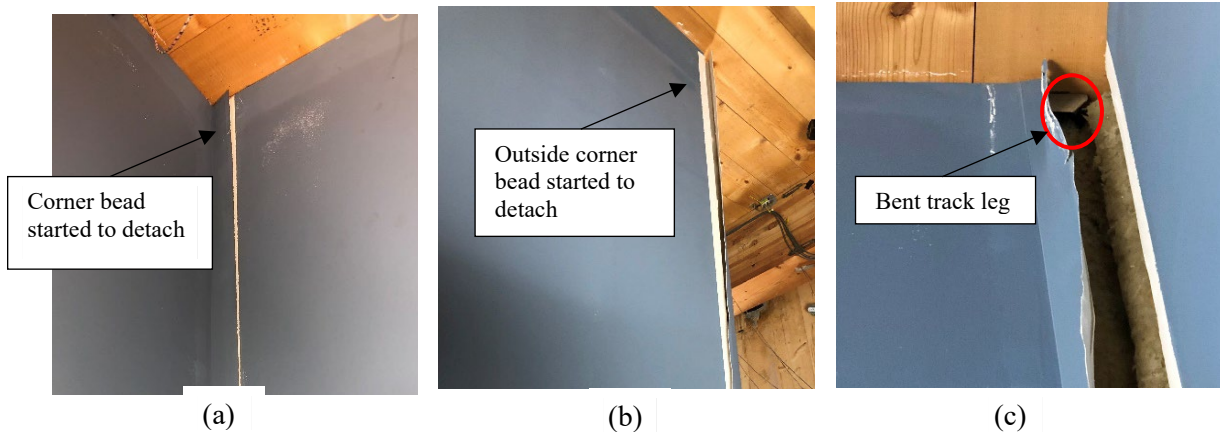 Corner bead
started to detach
(a)
Outside corner
bead started to
detach
(b)
Bent track leg
(c)